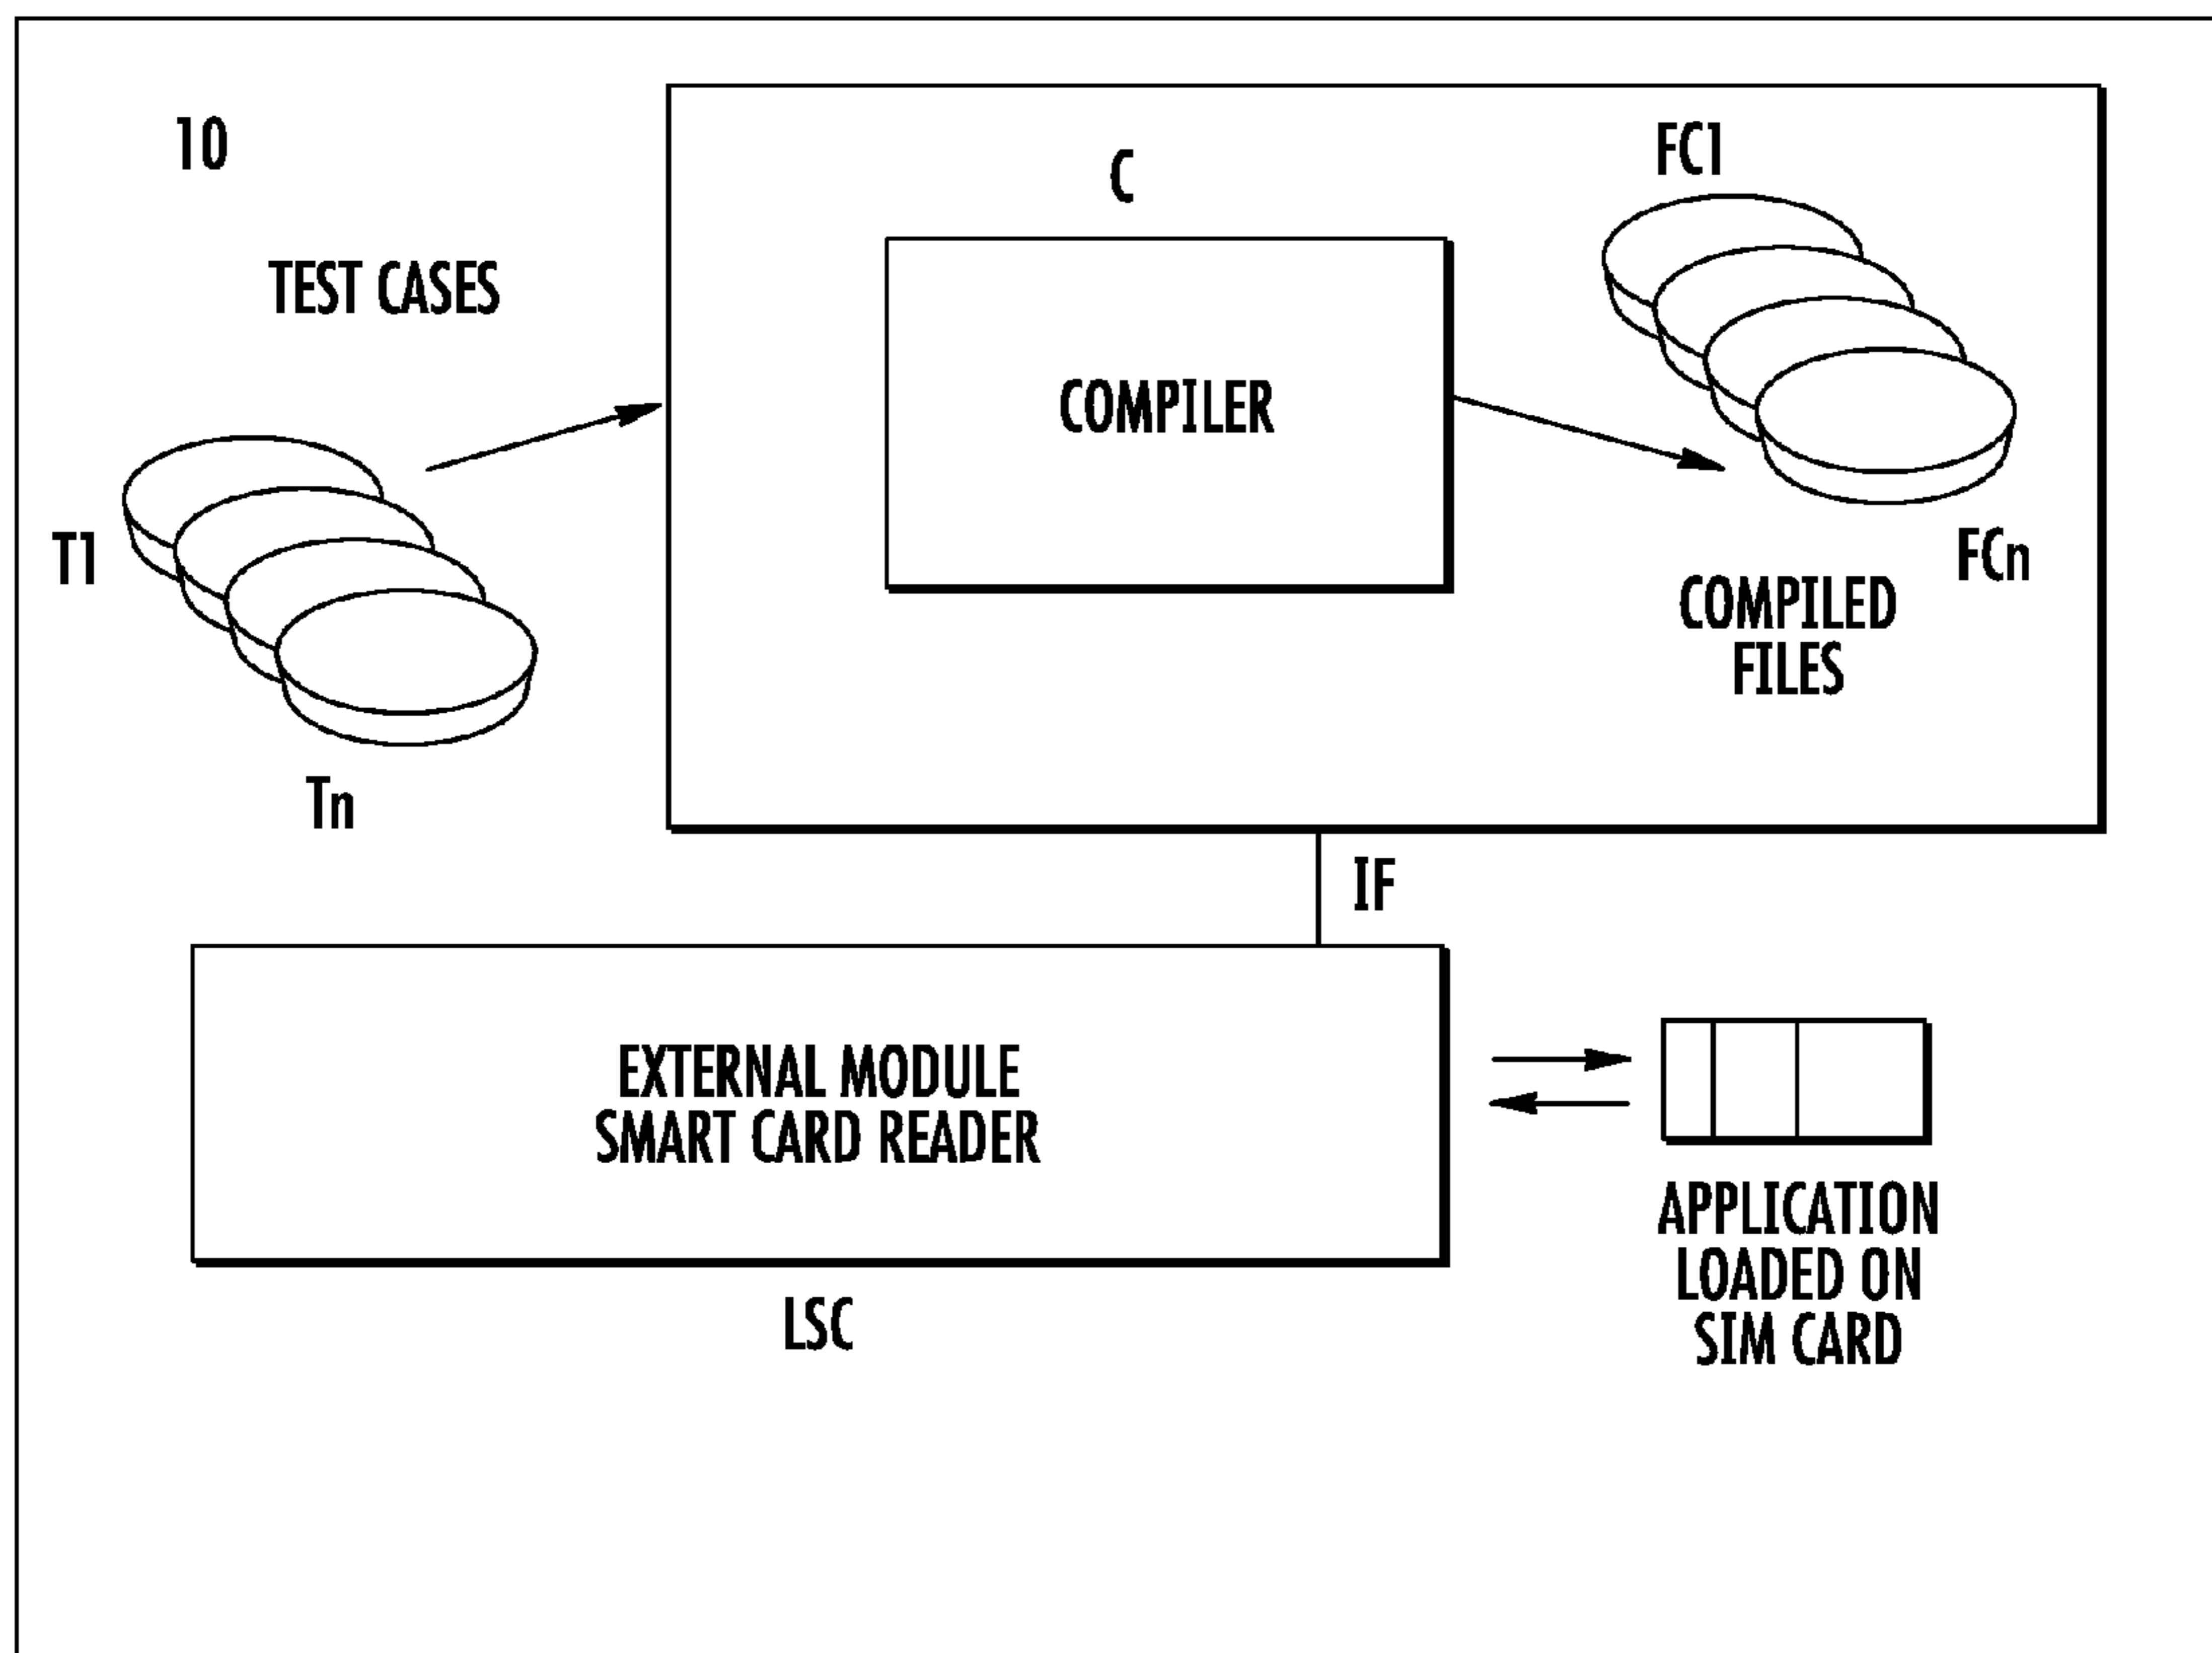 10
TEST CASES
T1
Tn
C
COMPILER
FC1
FCn
COMPILED
FILES
IF
EXTERNAL MODULE
SMART CARD READER
LSC
APPLICATION
LOADED ON
SIM CARD